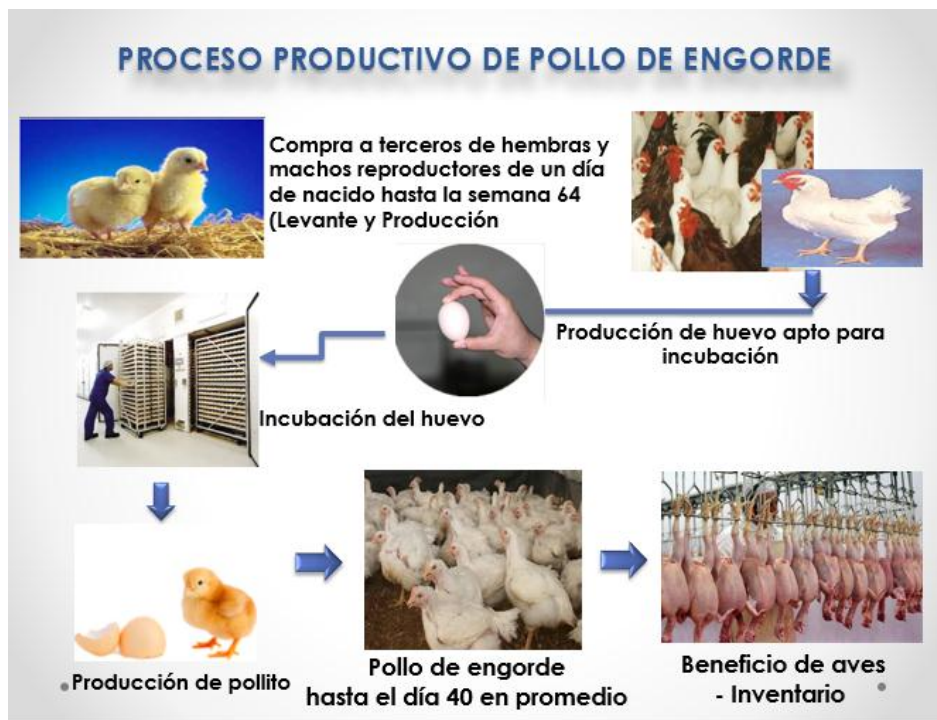 PROCESO PRODUCTIVO DE POLLO DE ENGORDE
Compra a terceros de hembras y
machos reproductores de un día
de nacido hasta la semana 64
(Levante y Producción
Producción de huevo apto para
incubación
Incubación del huevo
Producción de pollito
Pollo de engorde
hasta el día 40 en promedio
Beneficio de aves
- Inventario